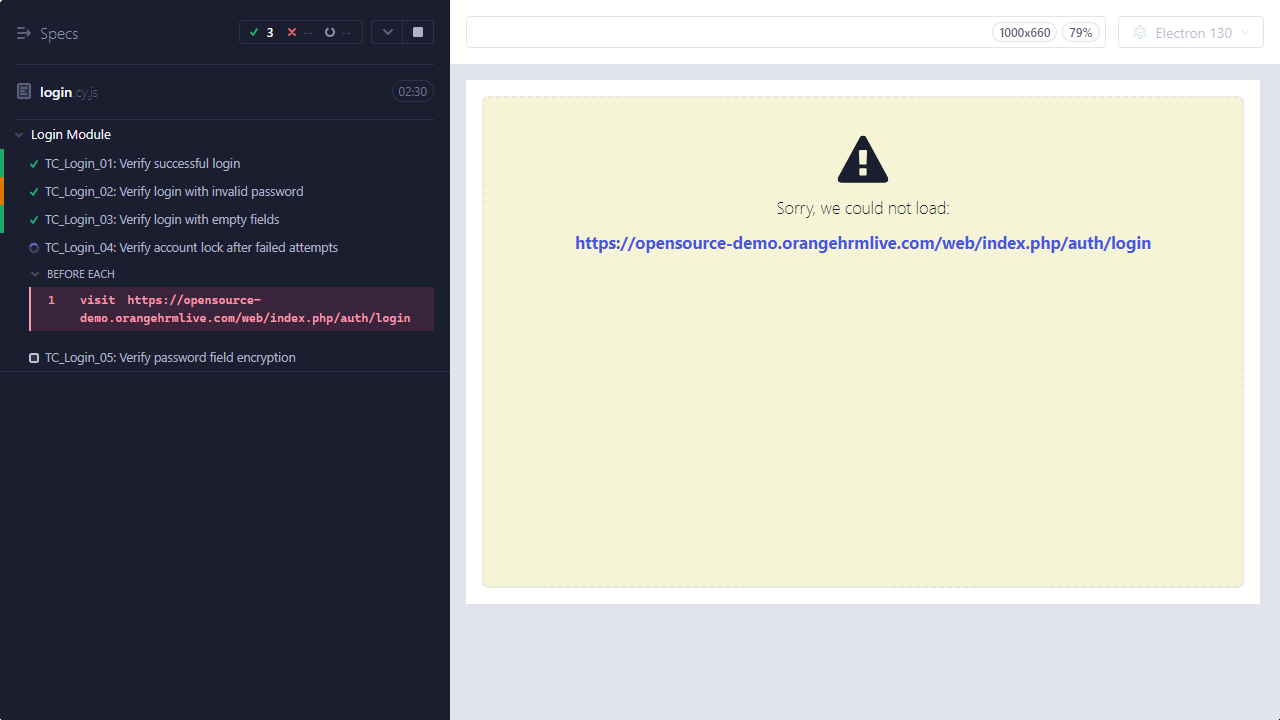 Specs
3 -- --
login.cy.js
02:30
Login Module
TC_Login_01: Verify successful login
TC_Login_02: Verify login with invalid password
TC_Login_03: Verify login with empty fields
TC_Login_04: Verify account lock after failed attempts
BEFORE EACH
1 visit https://opensource-
demo.orangehrmlive.com/web/index.php/auth/login
TC_Login_05: Verify password field encryption
1000x660 79% Electron 130
Sorry, we could not load:
https://opensource-demo.orangehrmlive.com/web/index.php/auth/login